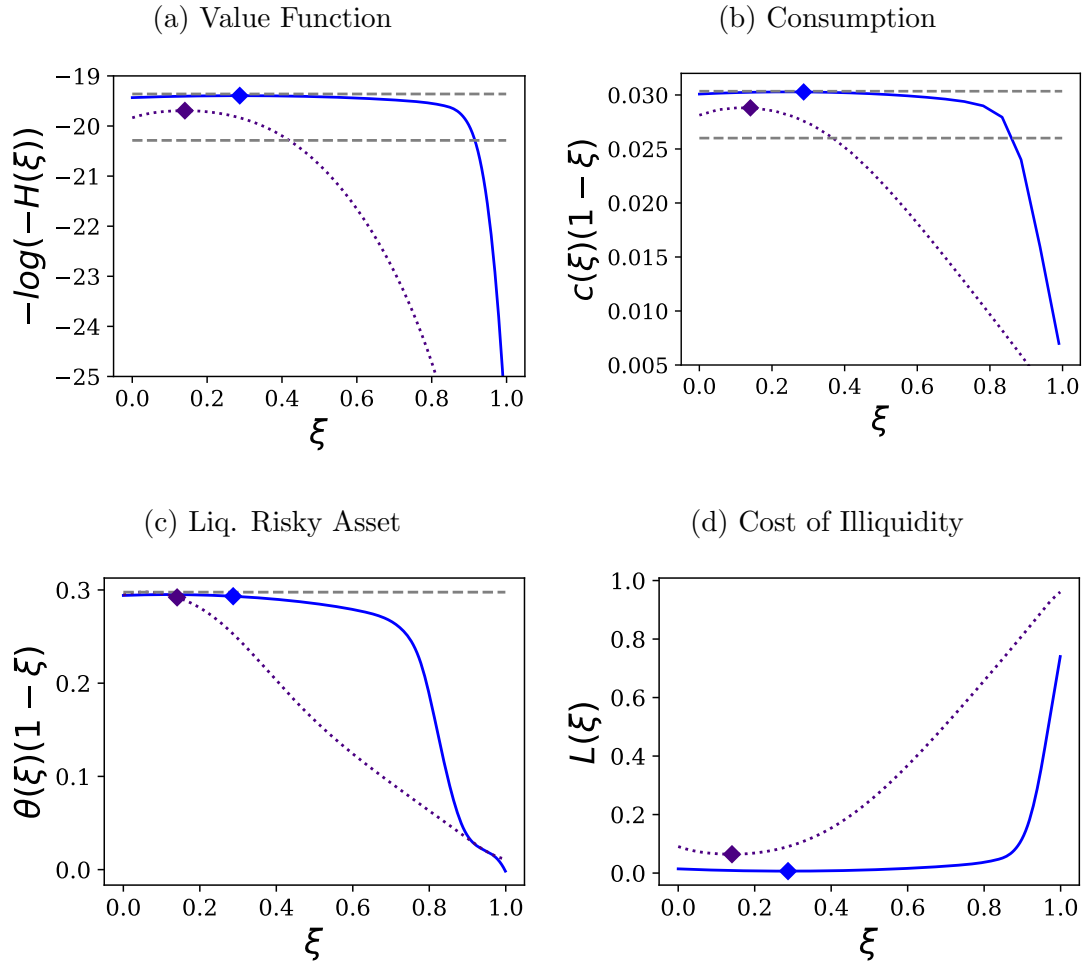 (a) Value Function
−19
−20
−21
−22
−23
−24
−25
−log(−H(ξ))
0.0 0.2 0.4 0.6 0.8 1.0
ξ
(b) Consumption
0.030
0.025
0.020
0.015
0.010
0.005
c(ξ)(1 − ξ)
0.0 0.2 0.4 0.6 0.8 1.0
ξ
(c) Liq. Risky Asset
0.3
0.2
0.1
0.0
θ(ξ)(1 − ξ)
0.0 0.2 0.4 0.6 0.8 1.0
ξ
(d) Cost of Illiquidity
1.0
0.8
0.6
0.4
0.2
0.0
L(ξ)
0.0 0.2 0.4 0.6 0.8 1.0
ξ